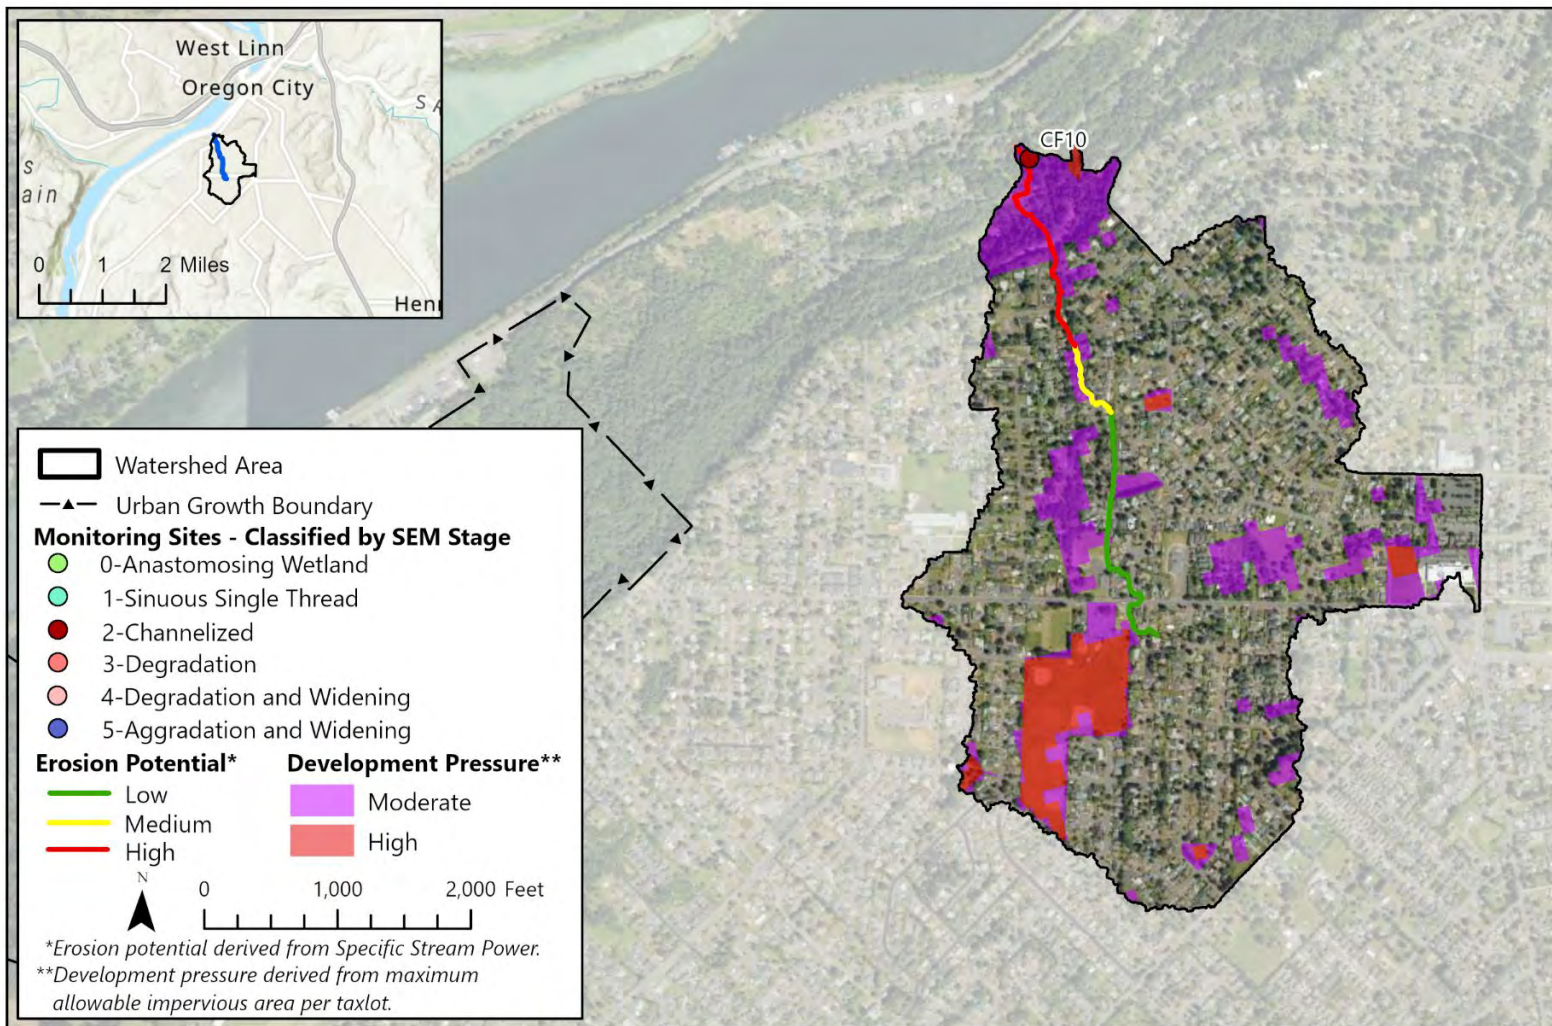 West Linn
Oregon City
S
s
ain
0 1 2 Miles
Hen
CF10
Watershed Area
Urban Growth Boundary
Monitoring Sites - Classified by SEM Stage
0-Anastomosing Wetland
1-Sinuous Single Thread
2-Channelized
3-Degradation
4-Degradation and Widening
5-Aggradation and Widening
Erosion Potential* Development Pressure**
Low
Moderate
Medium
High
High
N
0 1,000 2,000 Feet
*Erosion potential derived from Specific Stream Power.
**Development pressure derived from maximum
allowable impervious area per taxlot.